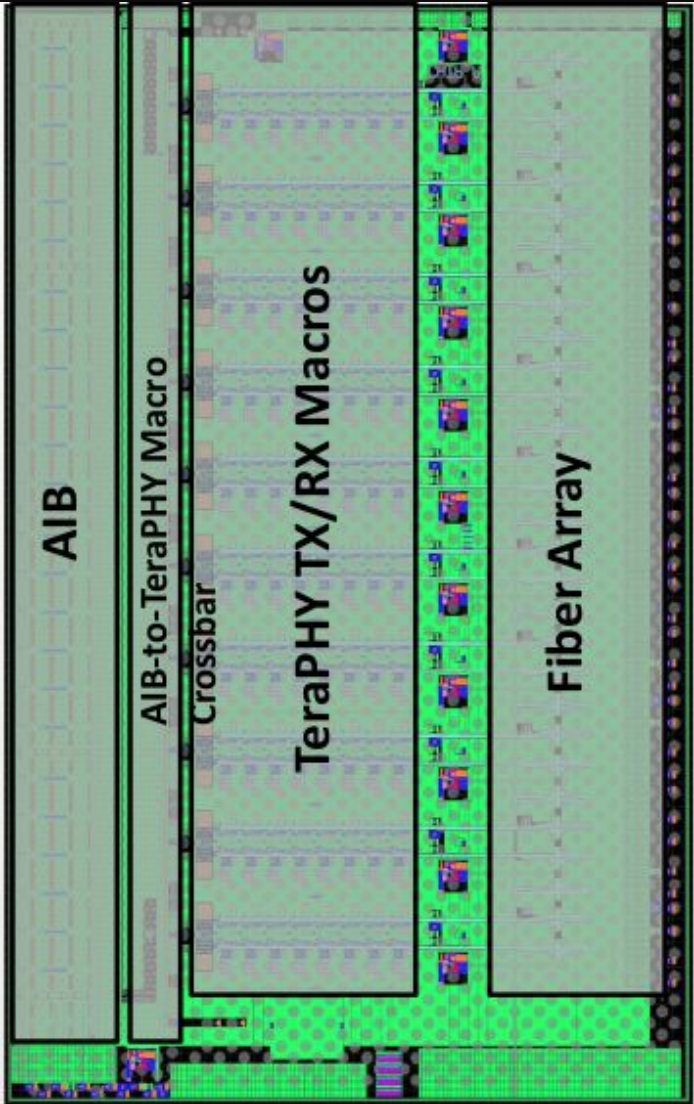 AIB
AIB-to-TeraPHY Macro
Crossbar
TeraPHY TX/RX Macros
Fiber Array